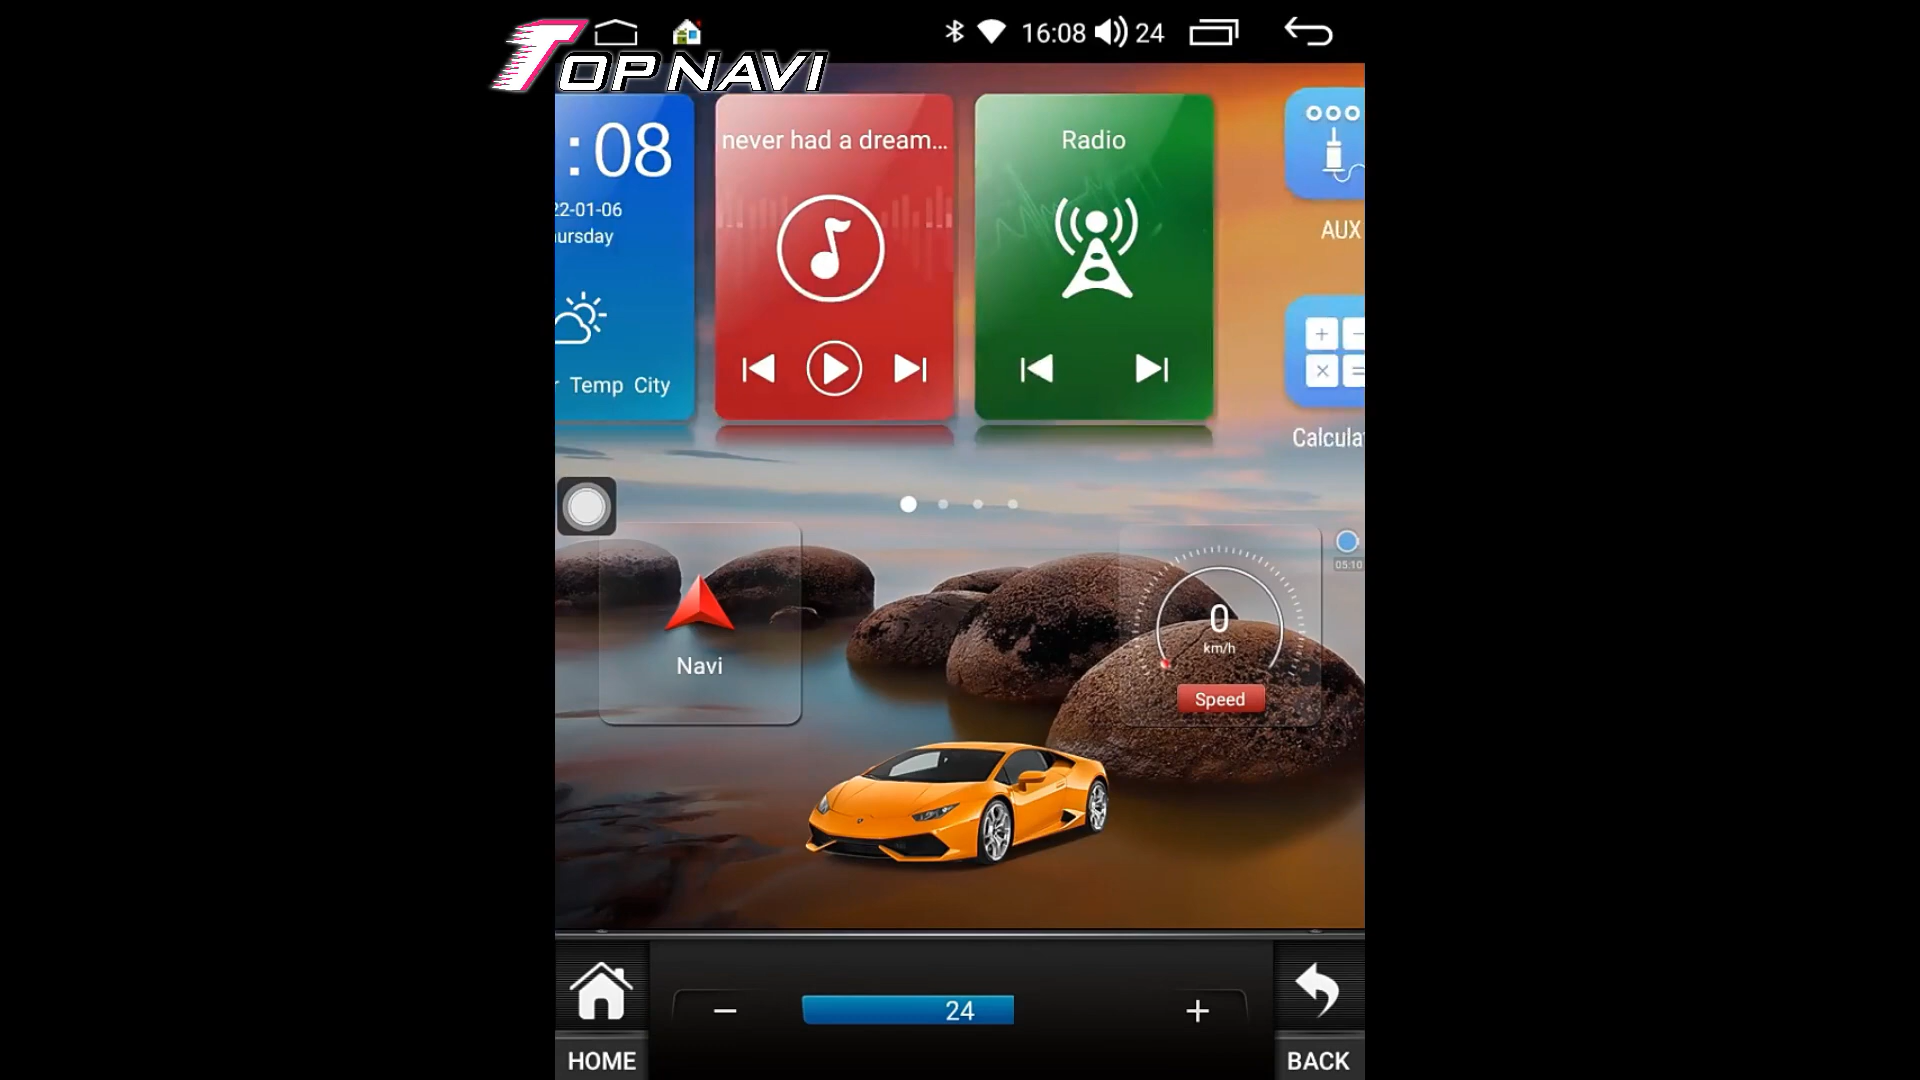 TOPNAVI
16:08 24
:08
22-01-06
ursday
Temp City
never had a dream...
Radio
AUX
Calcula
05:10
Navi
0
km/h
Speed
− 24 +
HOME
BACK